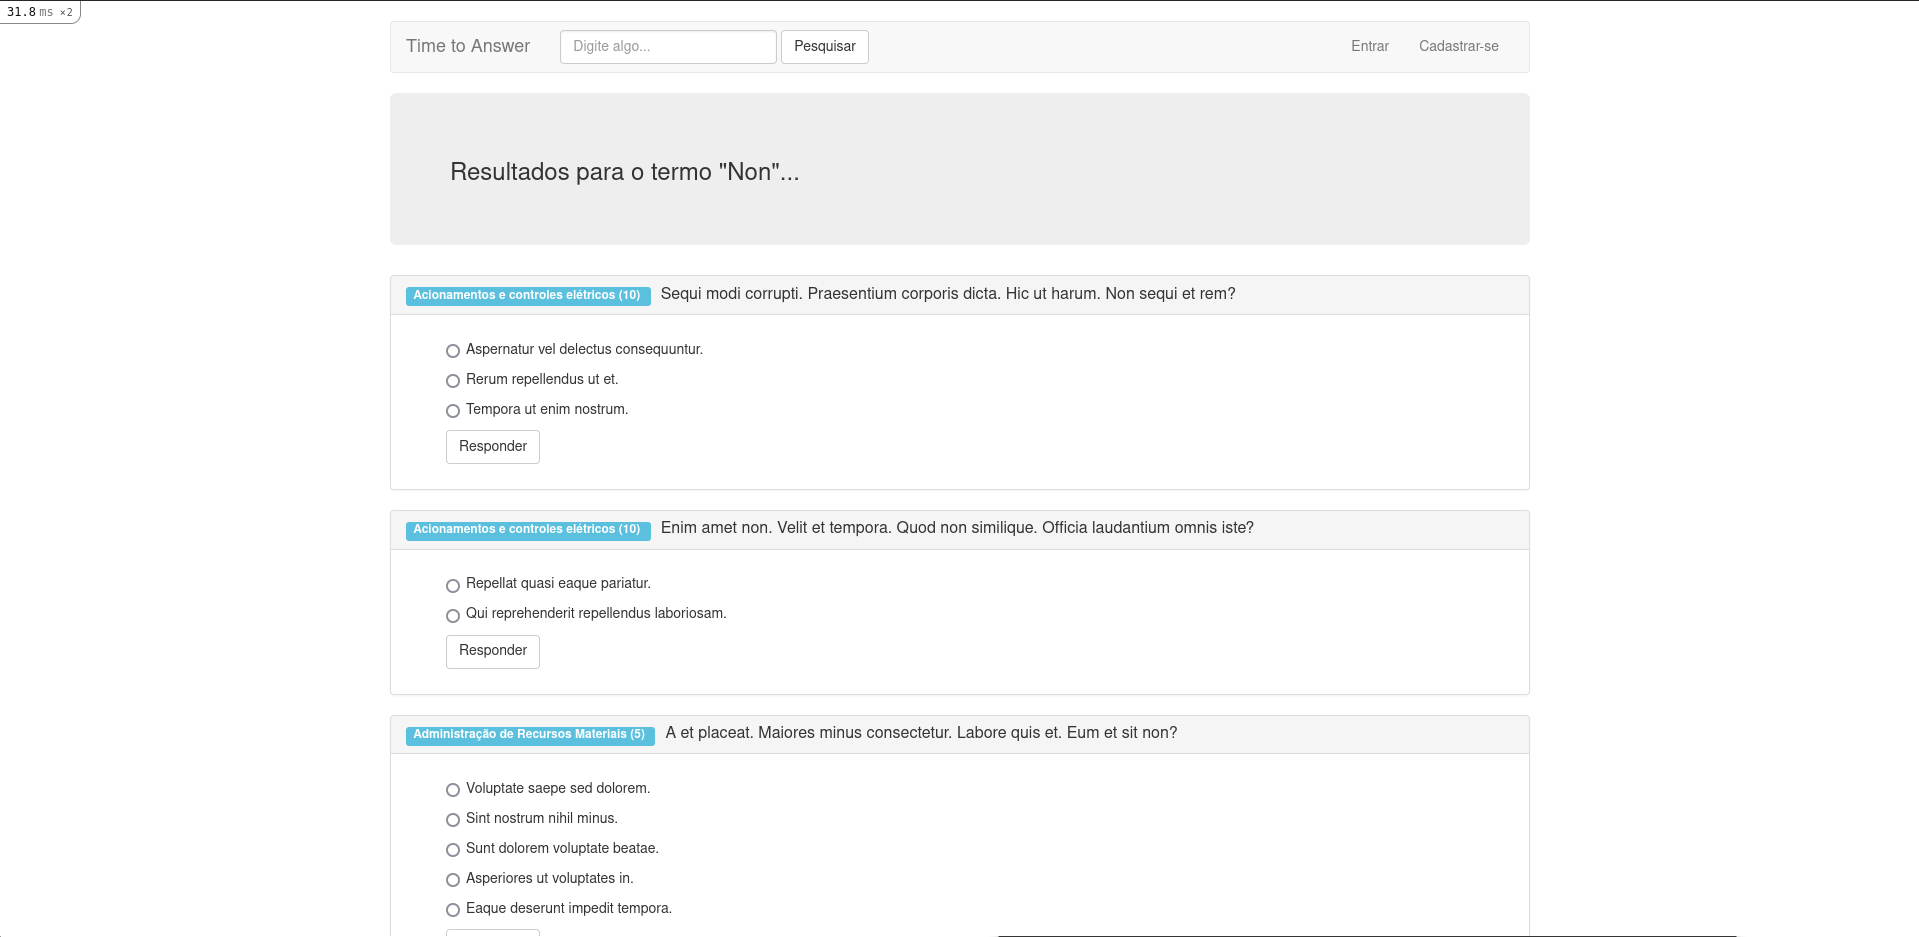 31.8 ms ×2
Time to Answer Digite algo... Pesquisar Entrar Cadastrar-se
Resultados para o termo "Non"...
Acionamentos e controles elétricos (10) Sequi modi corrupti. Praesentium corporis dicta. Hic ut harum. Non sequi et rem?
Aspernatur vel delectus consequuntur.
Rerum repellendus ut et.
Tempora ut enim nostrum.
Responder
Acionamentos e controles elétricos (10) Enim amet non. Velit et tempora. Quod non similique. Officia laudantium omnis iste?
Repellat quasi eaque pariatur.
Qui reprehenderit repellendus laboriosam.
Responder
Administração de Recursos Materiais (5) A et placeat. Maiores minus consectetur. Labore quis et. Eum et sit non?
Voluptate saepe sed dolorem.
Sint nostrum nihil minus.
Sunt dolorem voluptate beatae.
Asperiores ut voluptates in.
Eaque deserunt impedit tempora.